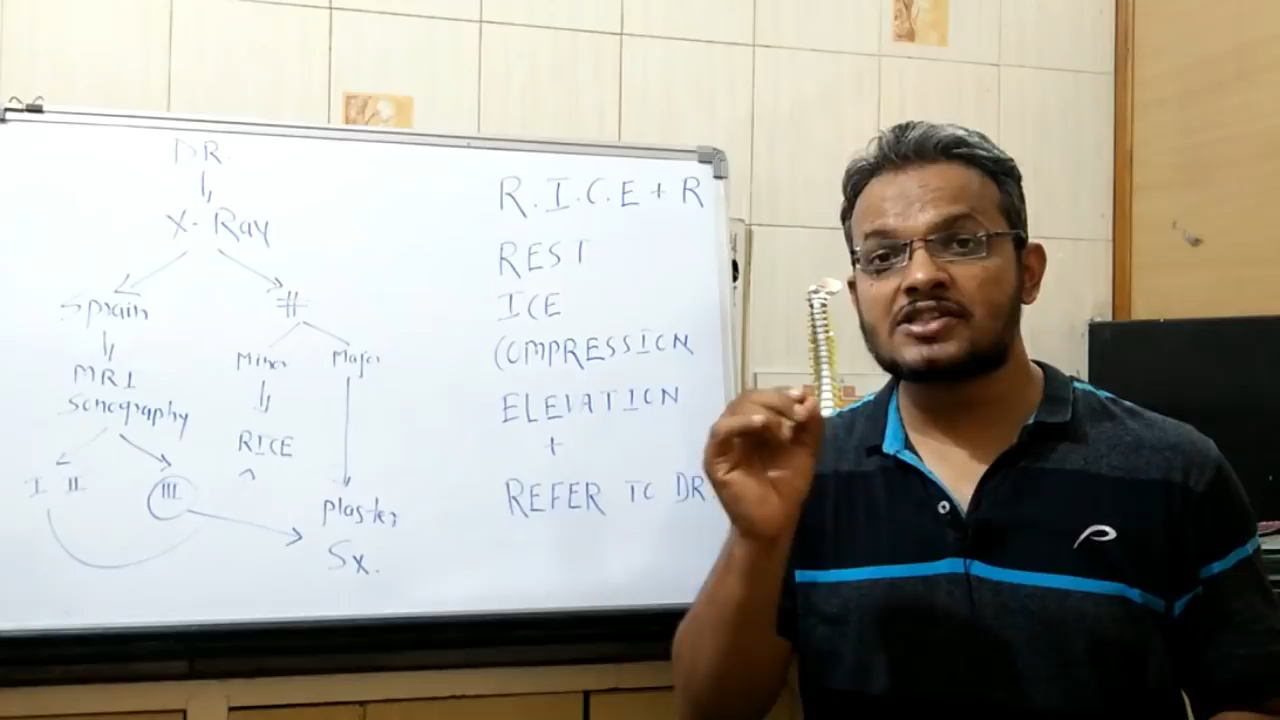 DR.
X-Ray
Sprain #
Minor Major
MRI
Sonography
RICE
I II III
plaster
Sx.
R.I.C.E + R
REST
ICE
COMPRESSION
ELEVATION
+
REFER TO DR.